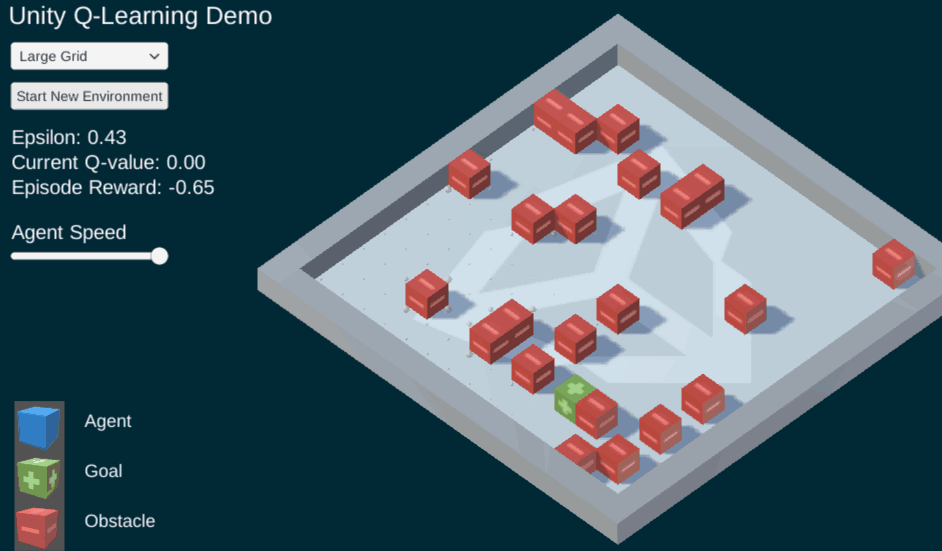 Unity Q-Learning Demo
Large Grid
Start New Environment
Epsilon: 0.43
Current Q-value: 0.00
Episode Reward: -0.65
Agent Speed
Agent
Goal
Obstacle